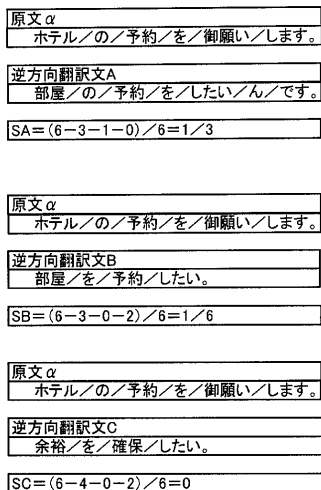 原文α
ホテル／の／予約／を／御願い／します。
逆方向翻訳文A
部屋／の／予約／を／したい／ん／です。
SA＝(6－3－1－0)／6＝1／3
原文α
ホテル／の／予約／を／御願い／します。
逆方向翻訳文B
部屋／を／予約／したい。
SB＝(6－3－0－2)／6＝1／6
原文α
ホテル／の／予約／を／御願い／します。
逆方向翻訳文C
余裕／を／確保／したい。
SC＝(6－4－0－2)／6＝0